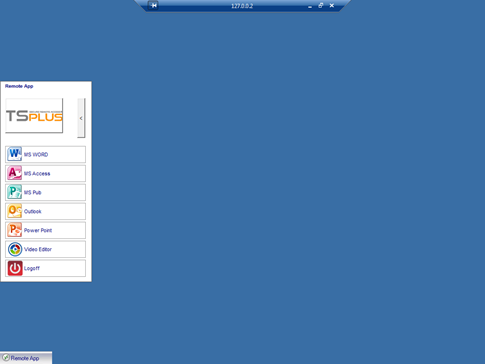 127.0.0.2
Remote App
TSPLUS
MS WORD
MS Access
MS Pub
Outlook
Power Point
Video Editor
Logoff
Remote App